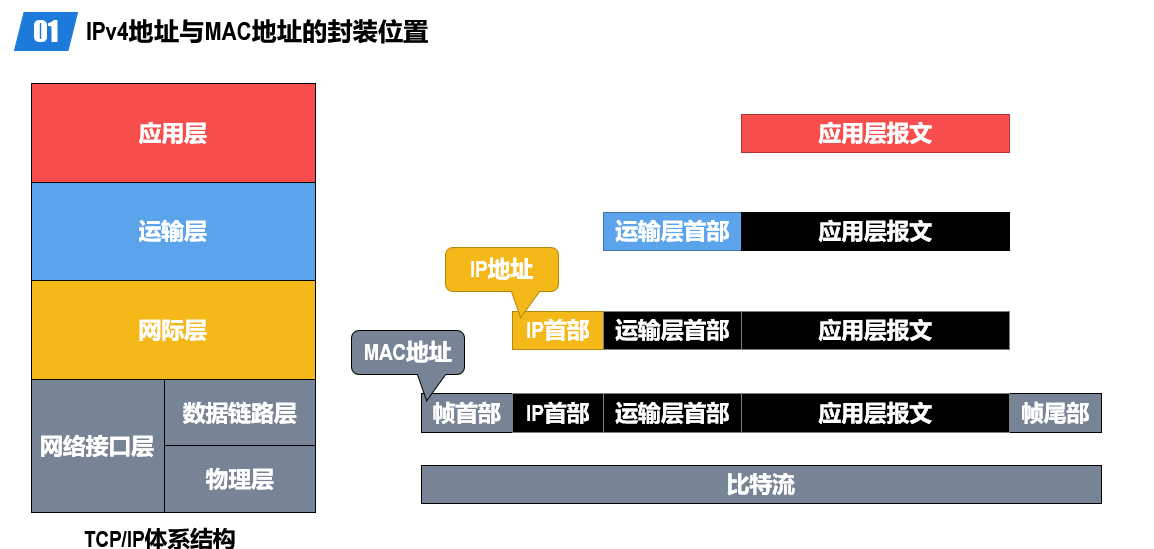 01 IPv4地址与MAC地址的封装位置
应用层
应用层报文
运输层
运输层首部 应用层报文
IP地址
网际层
IP首部 运输层首部 应用层报文
MAC地址
网络接口层
数据链路层
帧首部 IP首部 运输层首部 应用层报文 帧尾部
物理层
比特流
TCP/IP体系结构